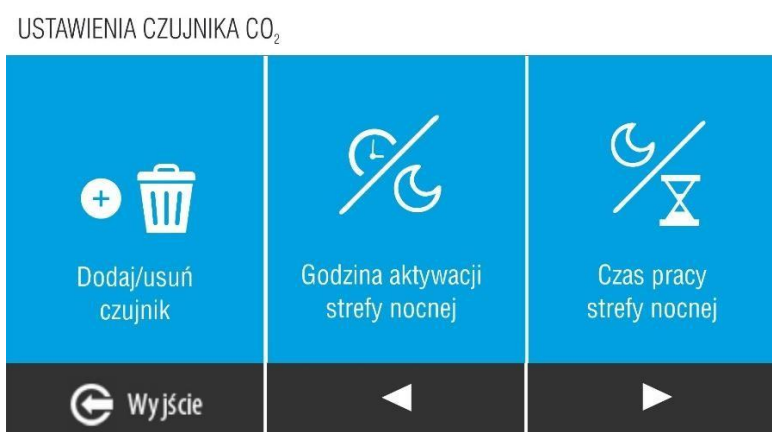 USTAWIENIA CZUJNIKA CO₂
Dodaj/usuń
czujnik
Godzina aktywacji
strefy nocnej
Czas pracy
strefy nocnej
Wyjście